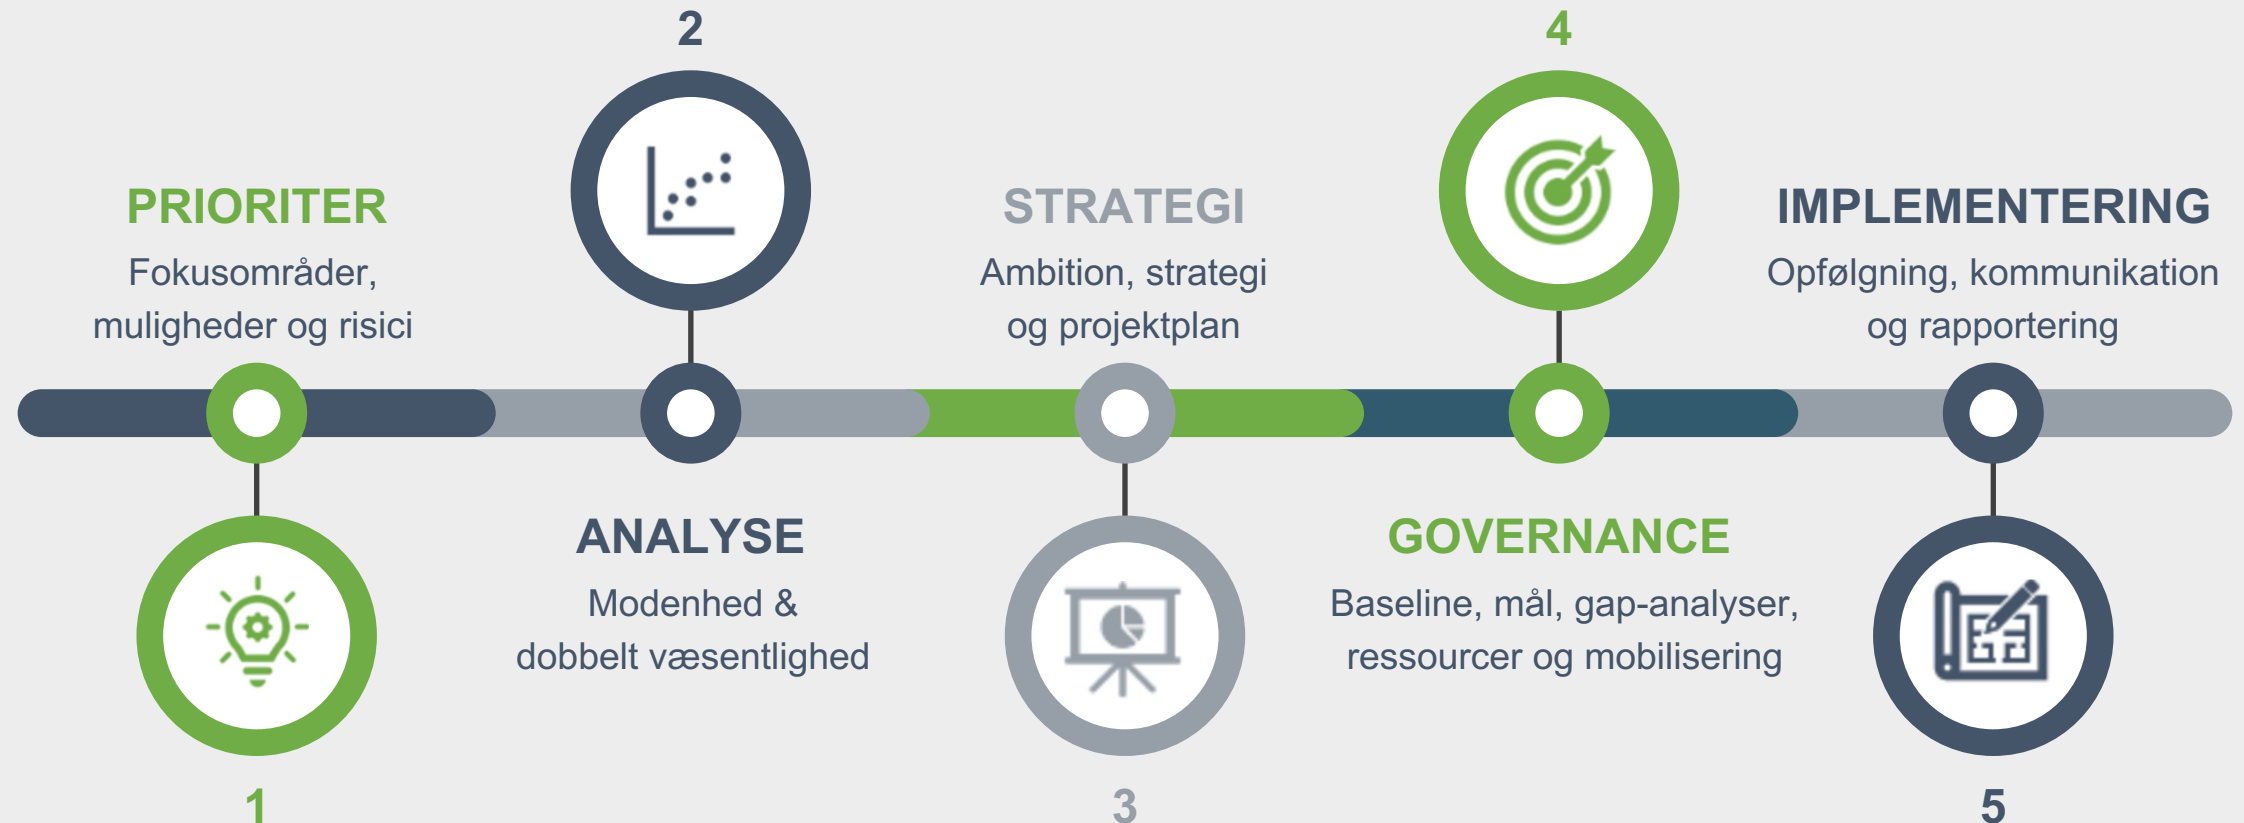 1
PRIORITER
Fokusområder,
muligheder og risici
2
ANALYSE
Modenhed &
dobbelt væsentlighed
3
STRATEGI
Ambition, strategi
og projektplan
4
GOVERNANCE
Baseline, mål, gap-analyser,
ressourcer og mobilisering
5
IMPLEMENTERING
Opfølgning, kommunikation
og rapportering